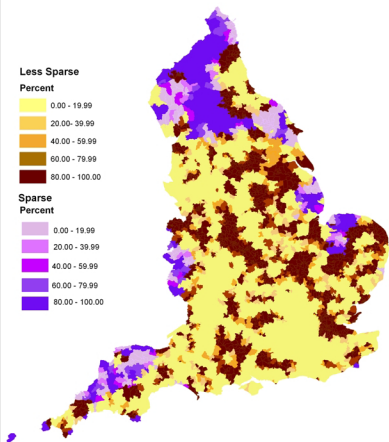 Less Sparse
Percent
0.00 - 19.99
20.00- 39.99
40.00 - 59.99
60.00 - 79.99
80.00 - 100.00
Sparse
Percent
0.00 - 19.99
20.00 - 39.99
40.00 - 59.99
60.00 - 79.99
80.00 - 100.00